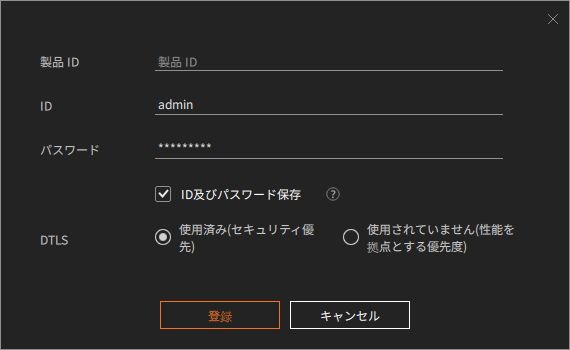 製品 ID
製品 ID
ID
admin
パスワード
*********
ID及びパスワード保存
?
DTLS
使用済み(セキュリティ優
先)
使用されていません(性能を
拠点とする優先度)
登録
キャンセル